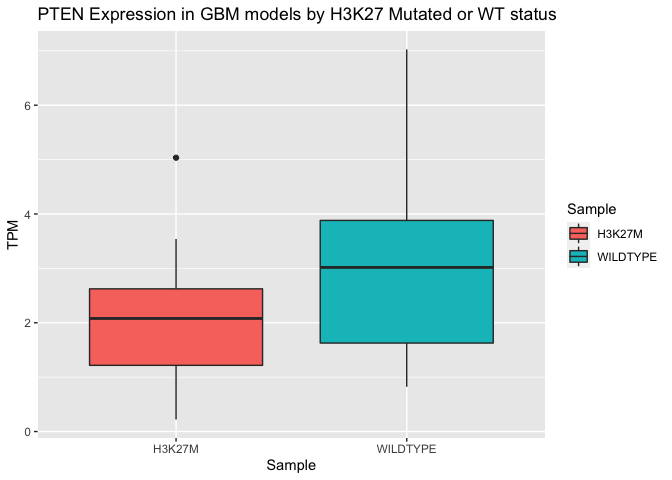 PTEN Expression in GBM models by H3K27 Mutated or WT status
6
4
2
0
TPM
H3K27M
WILDTYPE
Sample
Sample
H3K27M
WILDTYPE